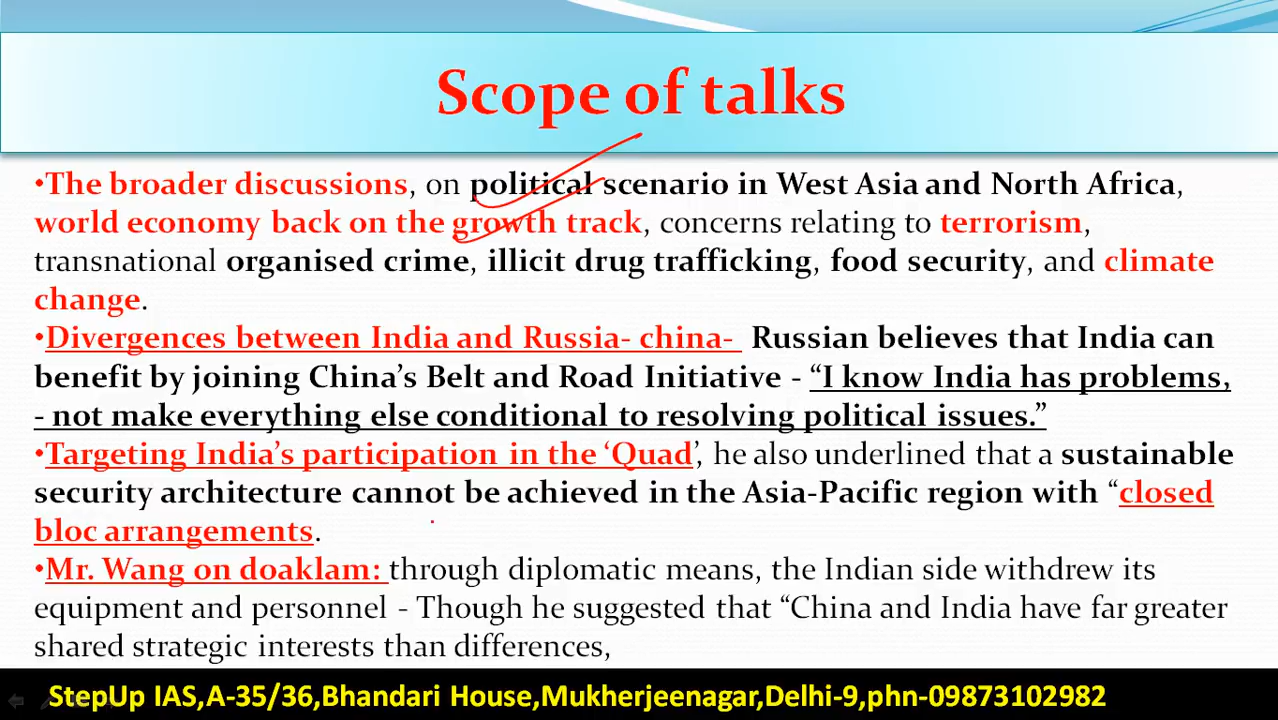 Scope of talks
•The broader discussions, on political scenario in West Asia and North Africa,
world economy back on the growth track, concerns relating to terrorism,
transnational organised crime, illicit drug trafficking, food security, and climate
change.
•Divergences between India and Russia- china- Russian believes that India can
benefit by joining China’s Belt and Road Initiative - “I know India has problems,
- not make everything else conditional to resolving political issues.”
•Targeting India’s participation in the ‘Quad’, he also underlined that a sustainable
security architecture cannot be achieved in the Asia-Pacific region with “closed
bloc arrangements.
•Mr. Wang on doaklam: through diplomatic means, the Indian side withdrew its
equipment and personnel - Though he suggested that “China and India have far greater
shared strategic interests than differences,
StepUp IAS,A-35/36,Bhandari House,Mukherjeenagar,Delhi-9,phn-09873102982